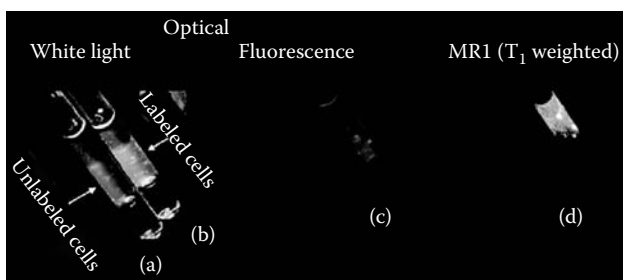 Optical
White light
Fluorescence
MR1 (T1 weighted)
Labeled cells
Unlabeled cells
(a)
(b)
(c)
(d)